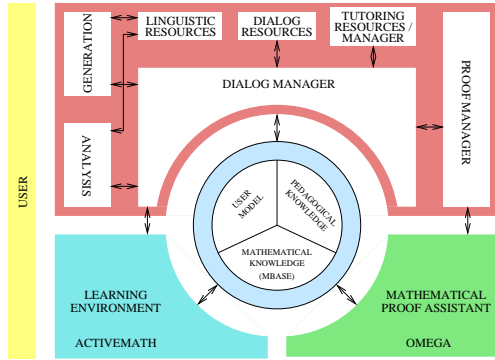 USER
GENERATION
ANALYSIS
LINGUISTIC
RESOURCES
DIALOG
RESOURCES
TUTORING
RESOURCES /
MANAGER
DIALOG MANAGER
PROOF MANAGER
USER
MODEL
PEDAGOGICAL
KNOWLEDGE
MATHEMATICAL
KNOWLEDGE
(MBASE)
LEARNING
ENVIRONMENT
ACTIVEMATH
MATHEMATICAL
PROOF ASSISTANT
OMEGA